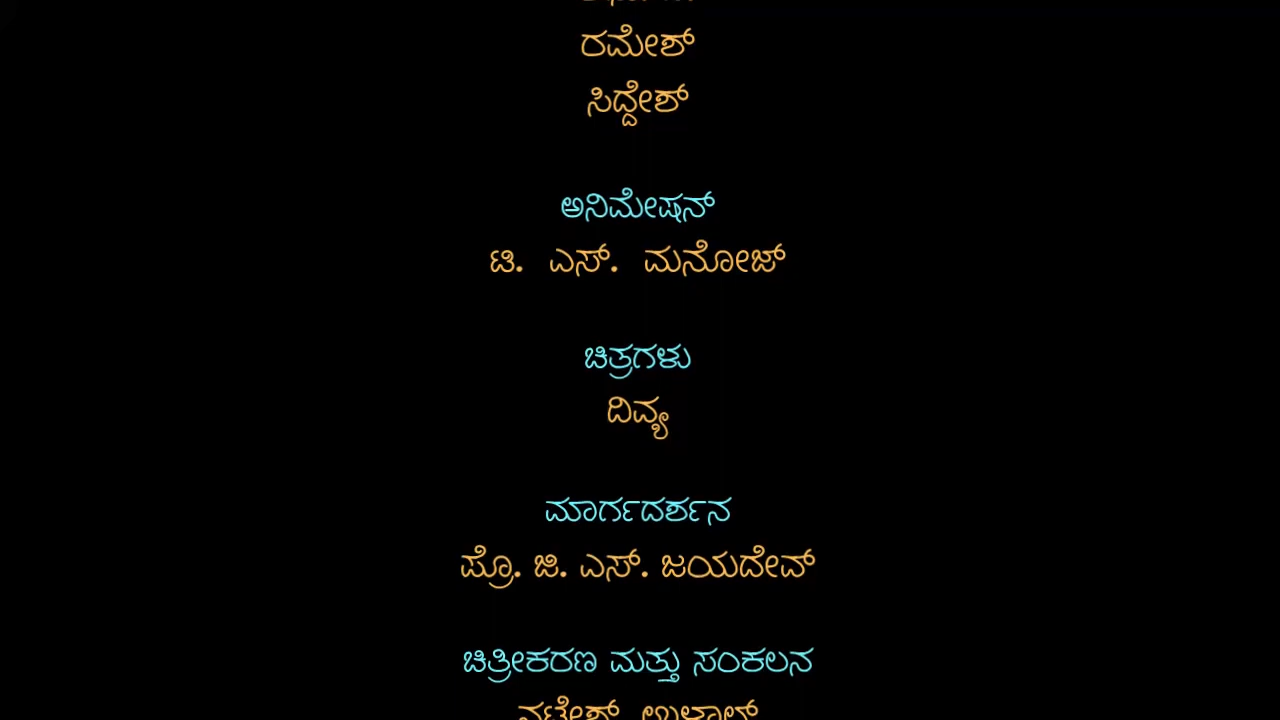 ರಮೇಶ್
ಸಿದ್ದೇಶ್
ಅನಿಮೇಷನ್
ಟಿ. ಎಸ್. ಮನೋಜ್
ಚಿತ್ರಗಳು
ದಿವ್ಯ
ಮಾರ್ಗದರ್ಶನ
ಪ್ರೊ. ಜಿ. ಎಸ್. ಜಯದೇವ್
ಚಿತ್ರೀಕರಣ ಮತ್ತು ಸಂಕಲನ